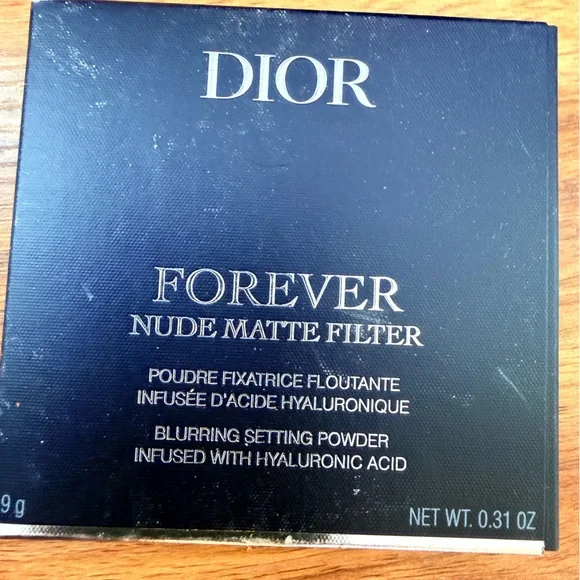 DIOR
FOREVER
NUDE MATTE FILTER
POUDRE FIXATRICE FLOUTANTE
INFUSÉE D'ACIDE HYALURONIQUE
BLURRING SETTING POWDER
INFUSED WITH HYALURONIC ACID
9 g
NET WT. 0.31 OZ